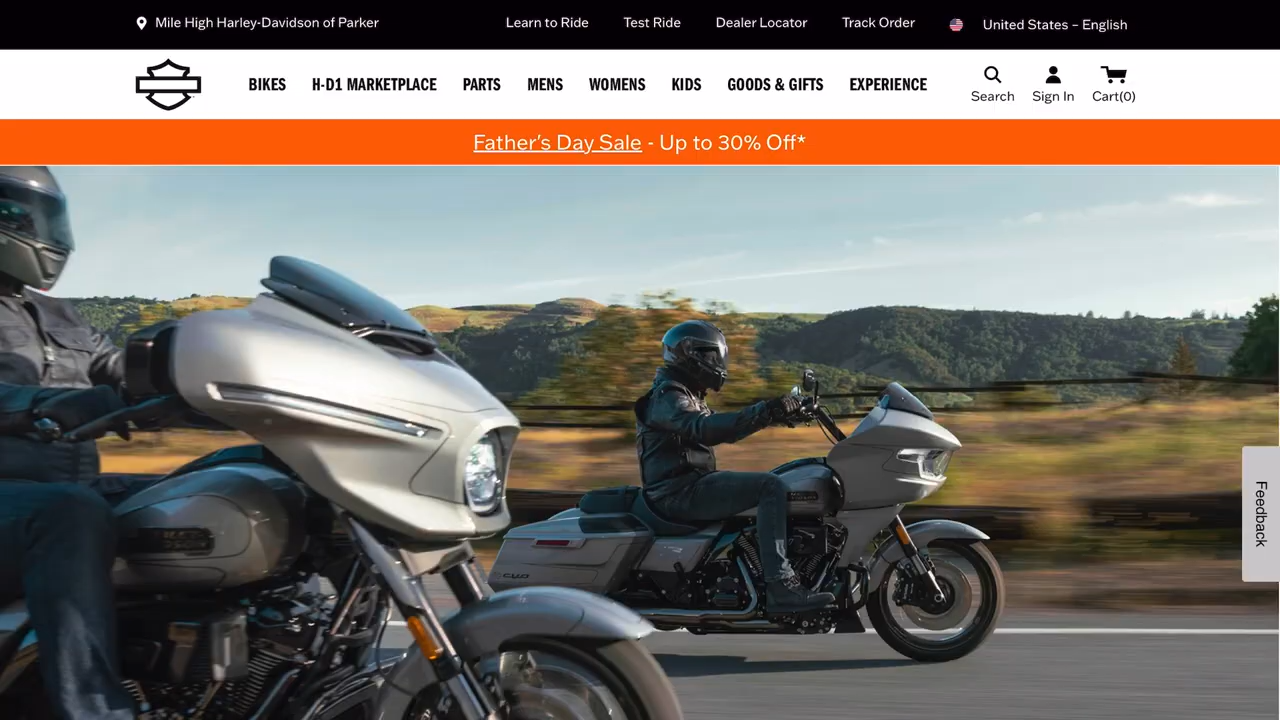 Mile High Harley-Davidson of Parker
Learn to Ride
Test Ride
Dealer Locator
Track Order
United States – English
BIKES
H-D1 MARKETPLACE
PARTS
MENS
WOMENS
KIDS
GOODS & GIFTS
EXPERIENCE
Search
Sign In
Cart(0)
Father's Day Sale - Up to 30% Off*
Feedback